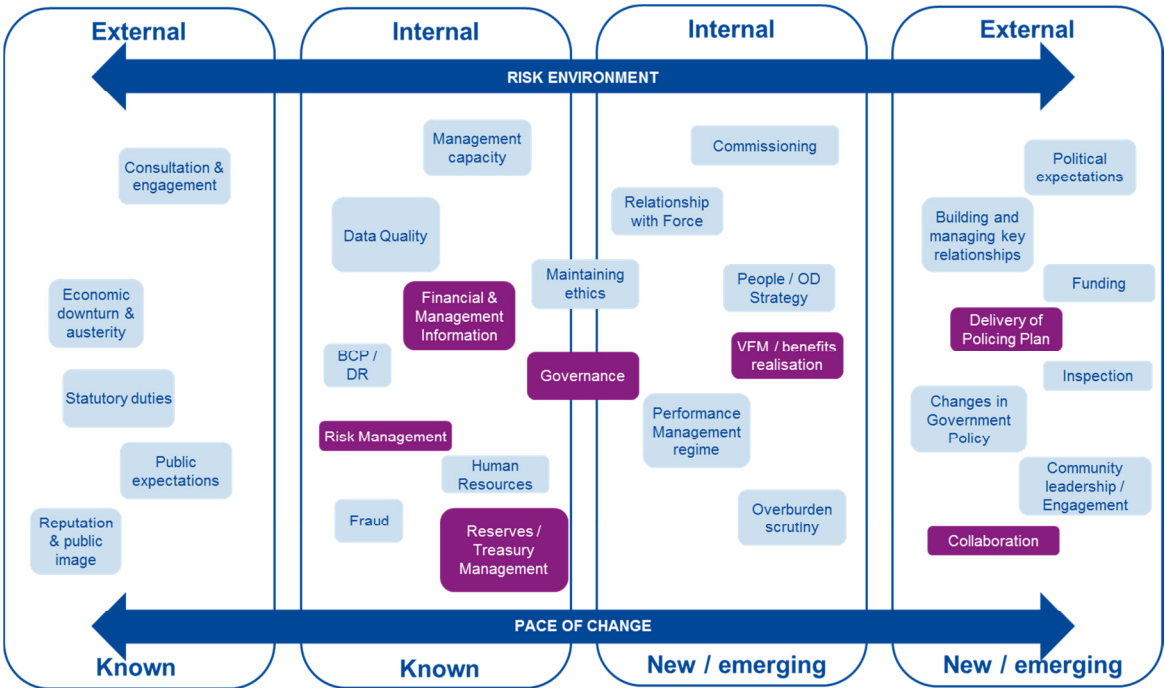 External
Internal
Internal
External
RISK ENVIRONMENT
Consultation &
engagement
Economic
downturn &
austerity
Statutory duties
Public
expectations
Reputation
& public
image
Management
capacity
Data Quality
Maintaining
ethics
Financial &
Management
Information
BCP /
DR
Governance
Risk Management
Human
Resources
Fraud
Reserves /
Treasury
Management
Commissioning
Relationship
with Force
People / OD
Strategy
VFM / benefits
realisation
Performance
Management
regime
Overburden
scrutiny
Political
expectations
Building and
managing key
relationships
Funding
Delivery of
Policing Plan
Inspection
Changes in
Government
Policy
Community
leadership /
Engagement
Collaboration
PACE OF CHANGE
Known
Known
New / emerging
New / emerging